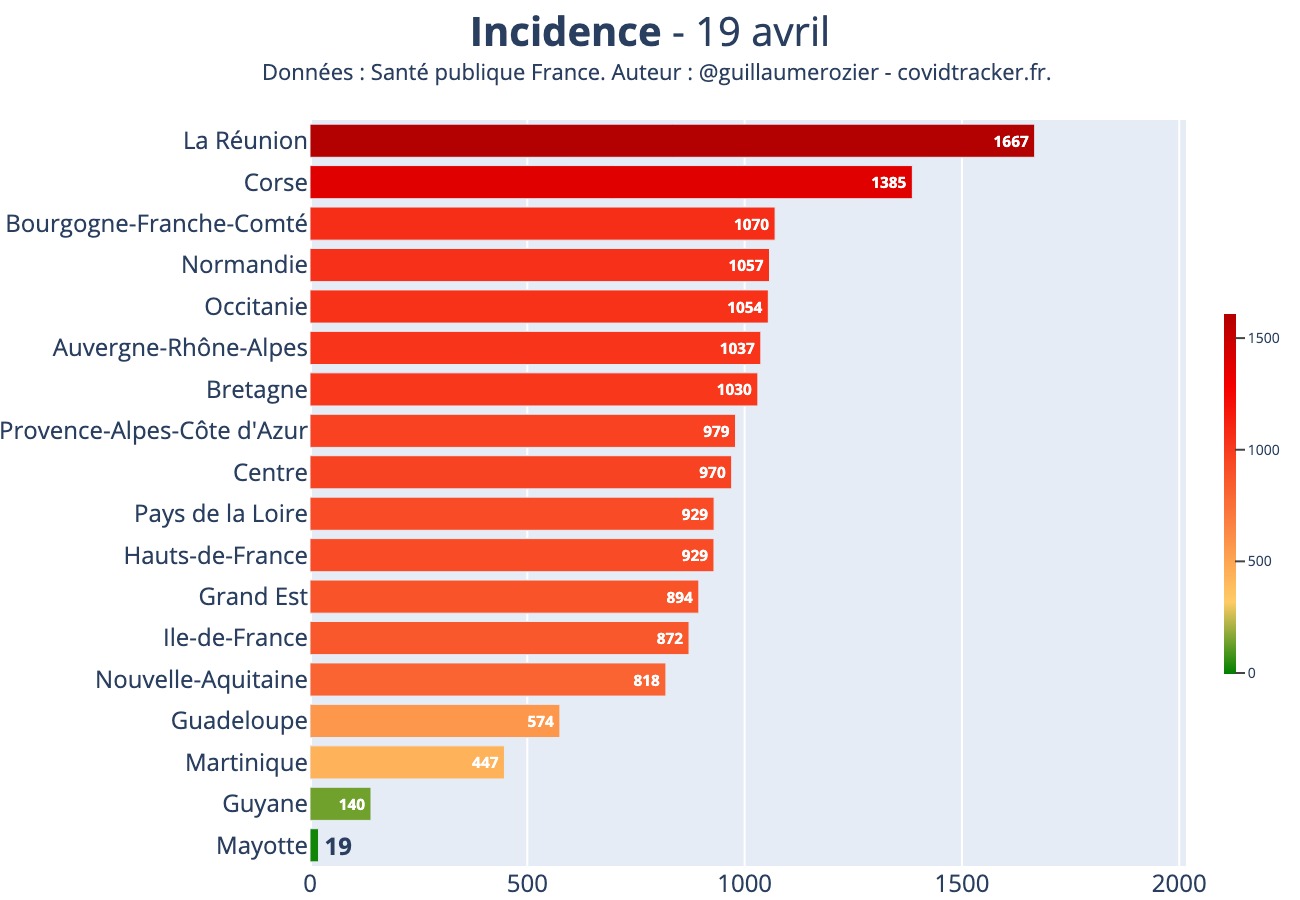 Incidence - 19 avril
Données : Santé publique France. Auteur : @guillaumerozier - covidtracker.fr.
La Réunion 1667
Corse 1385
Bourgogne-Franche-Comté 1070
Normandie 1057
Occitanie 1054
Auvergne-Rhône-Alpes 1037
Bretagne 1030
Provence-Alpes-Côte d'Azur 979
Centre 970
Pays de la Loire 929
Hauts-de-France 929
Grand Est 894
Ile-de-France 872
Nouvelle-Aquitaine 818
Guadeloupe 574
Martinique 447
Guyane 140
Mayotte 19
0 500 1000 1500 2000
1500
1000
500
0